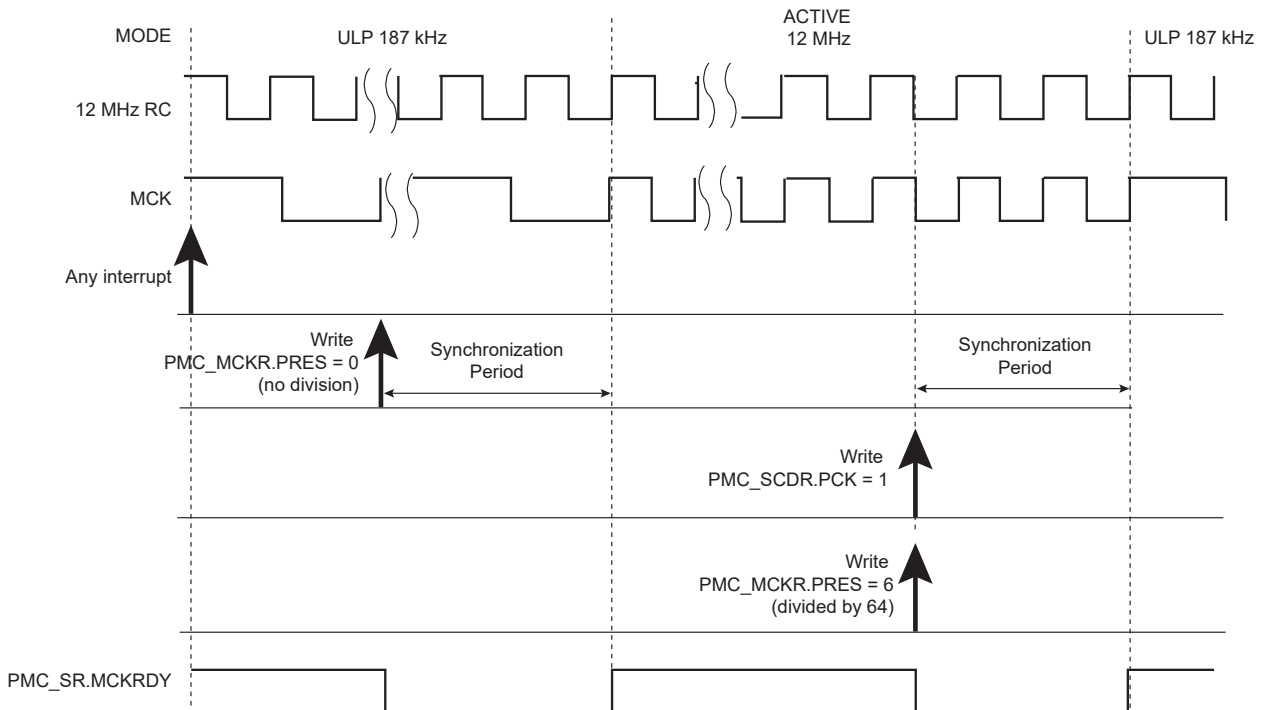 MODE
ULP 187 kHz
ACTIVE
12 MHz
ULP 187 kHz
12 MHz RC
MCK
Any interrupt
Write
PMC_MCKR.PRES = 0
(no division)
Synchronization
Period
Synchronization
Period
Write
PMC_SCDR.PCK = 1
Write
PMC_MCKR.PRES = 6
(divided by 64)
PMC_SR.MCKRDY